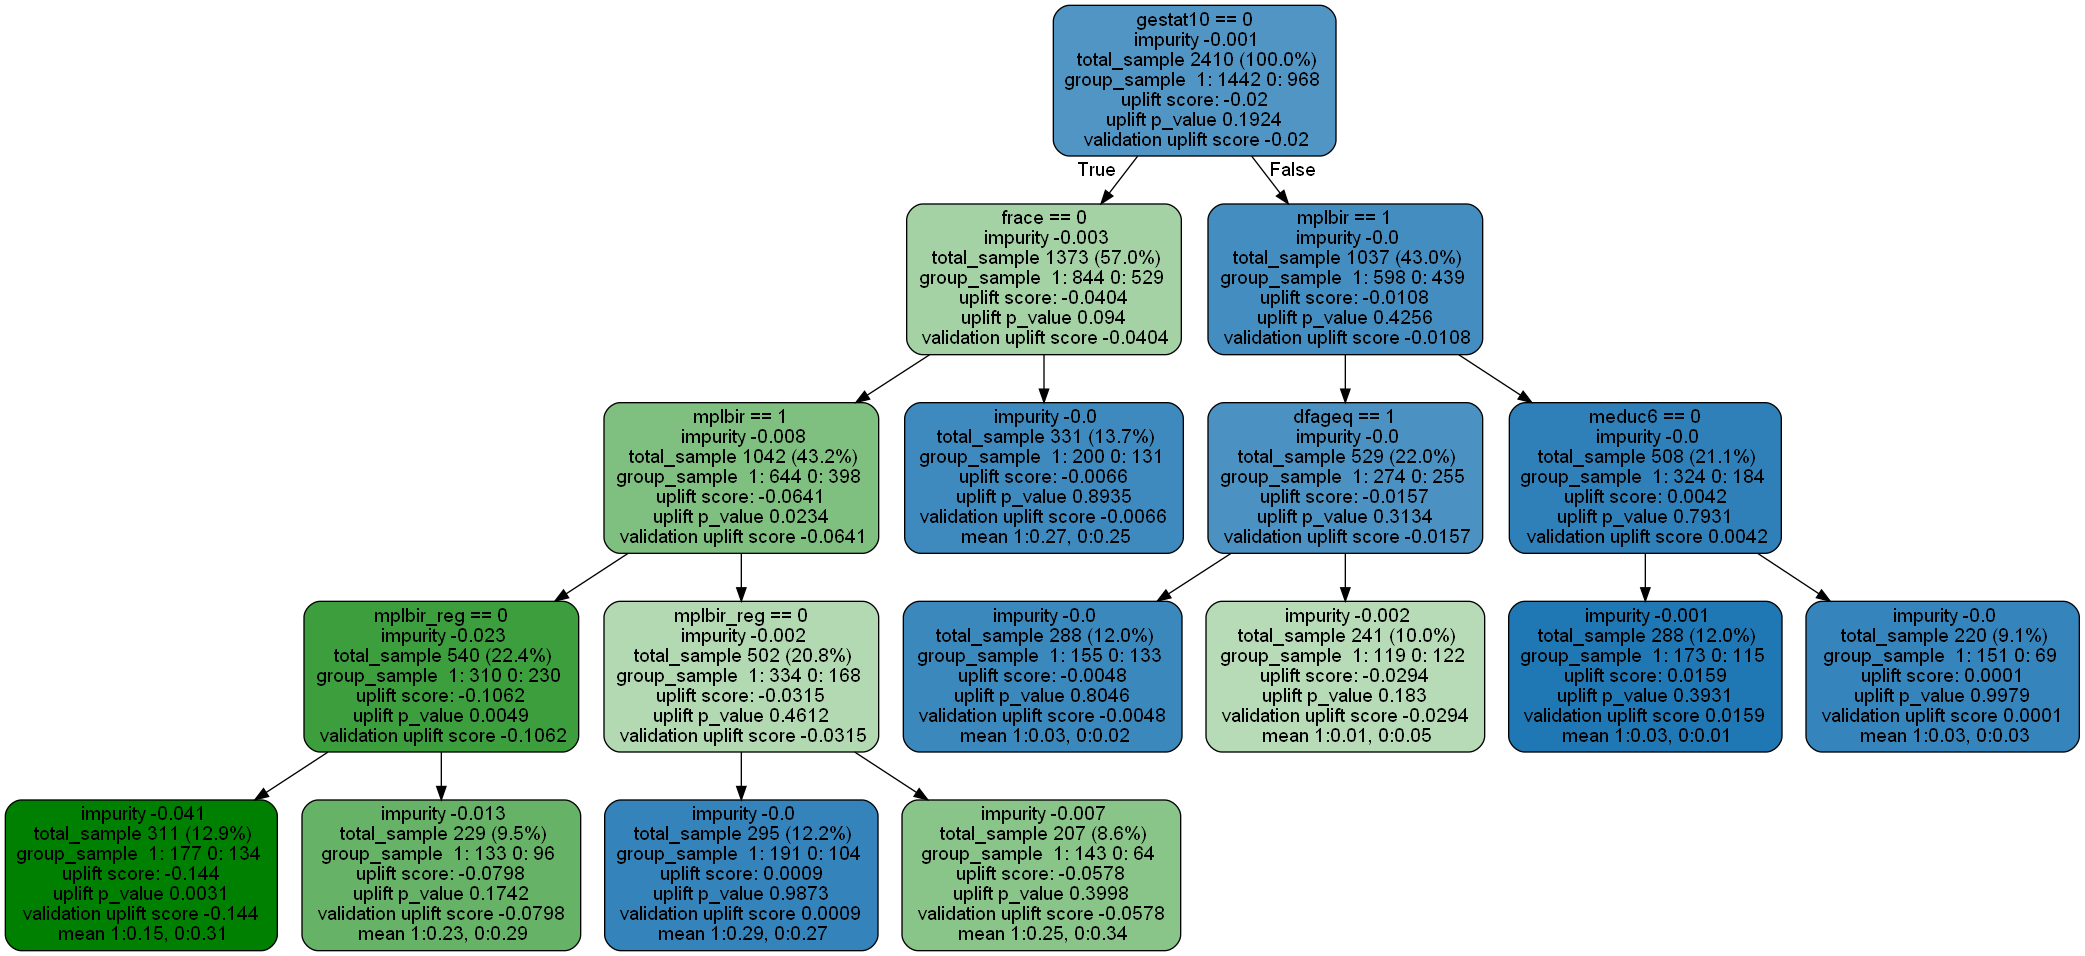 gestat10 == 0
impurity -0.001
total_sample 2410 (100.0%)
group_sample 1: 1442 0: 968
uplift score: -0.02
uplift p_value 0.1924
validation uplift score -0.02
True
False
frace == 0
impurity -0.003
total_sample 1373 (57.0%)
group_sample 1: 844 0: 529
uplift score: -0.0404
uplift p_value 0.094
validation uplift score -0.0404
mplbir == 1
impurity -0.0
total_sample 1037 (43.0%)
group_sample 1: 598 0: 439
uplift score: -0.0108
uplift p_value 0.4256
validation uplift score -0.0108
mplbir == 1
impurity -0.008
total_sample 1042 (43.2%)
group_sample 1: 644 0: 398
uplift score: -0.0641
uplift p_value 0.0234
validation uplift score -0.0641
impurity -0.0
total_sample 331 (13.7%)
group_sample 1: 200 0: 131
uplift score: -0.0066
uplift p_value 0.8935
validation uplift score -0.0066
mean 1:0.27, 0:0.25
dfageq == 1
impurity -0.0
total_sample 529 (22.0%)
group_sample 1: 274 0: 255
uplift score: -0.0157
uplift p_value 0.3134
validation uplift score -0.0157
meduc6 == 0
impurity -0.0
total_sample 508 (21.1%)
group_sample 1: 324 0: 184
uplift score: 0.0042
uplift p_value 0.7931
validation uplift score 0.0042
mplbir_reg == 0
impurity -0.023
total_sample 540 (22.4%)
group_sample 1: 310 0: 230
uplift score: -0.1062
uplift p_value 0.0049
validation uplift score -0.1062
mplbir_reg == 0
impurity -0.002
total_sample 502 (20.8%)
group_sample 1: 334 0: 168
uplift score: -0.0315
uplift p_value 0.4612
validation uplift score -0.0315
impurity -0.0
total_sample 288 (12.0%)
group_sample 1: 155 0: 133
uplift score: -0.0048
uplift p_value 0.8046
validation uplift score -0.0048
mean 1:0.03, 0:0.02
impurity -0.002
total_sample 241 (10.0%)
group_sample 1: 119 0: 122
uplift score: -0.0294
uplift p_value 0.183
validation uplift score -0.0294
mean 1:0.01, 0:0.05
impurity -0.001
total_sample 288 (12.0%)
group_sample 1: 173 0: 115
uplift score: 0.0159
uplift p_value 0.3931
validation uplift score 0.0159
mean 1:0.03, 0:0.01
impurity -0.0
total_sample 220 (9.1%)
group_sample 1: 151 0: 69
uplift score: 0.0001
uplift p_value 0.9979
validation uplift score 0.0001
mean 1:0.03, 0:0.03
impurity -0.041
total_sample 311 (12.9%)
group_sample 1: 177 0: 134
uplift score: -0.144
uplift p_value 0.0031
validation uplift score -0.144
mean 1:0.15, 0:0.31
impurity -0.013
total_sample 229 (9.5%)
group_sample 1: 133 0: 96
uplift score: -0.0798
uplift p_value 0.1742
validation uplift score -0.0798
mean 1:0.23, 0:0.29
impurity -0.0
total_sample 295 (12.2%)
group_sample 1: 191 0: 104
uplift score: 0.0009
uplift p_value 0.9873
validation uplift score 0.0009
mean 1:0.29, 0:0.27
impurity -0.007
total_sample 207 (8.6%)
group_sample 1: 143 0: 64
uplift score: -0.0578
uplift p_value 0.3998
validation uplift score -0.0578
mean 1:0.25, 0:0.34